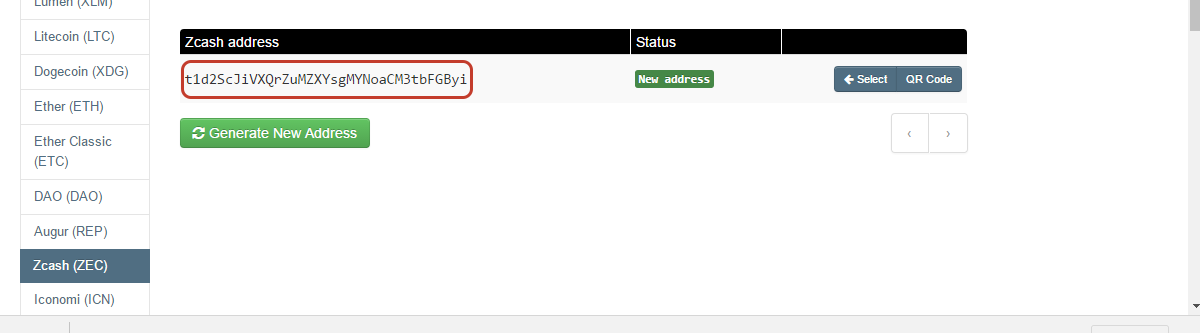 Lumen (XLM)
Litecoin (LTC)
Dogecoin (XDG)
Ether (ETH)
Ether Classic
(ETC)
DAO (DAO)
Augur (REP)
Zcash (ZEC)
Iconomi (ICN)
Zcash address Status
t1d2ScJiVXQrZuMZXYsgMYNoaCM3tbFGByi New address Select QR Code
Generate New Address